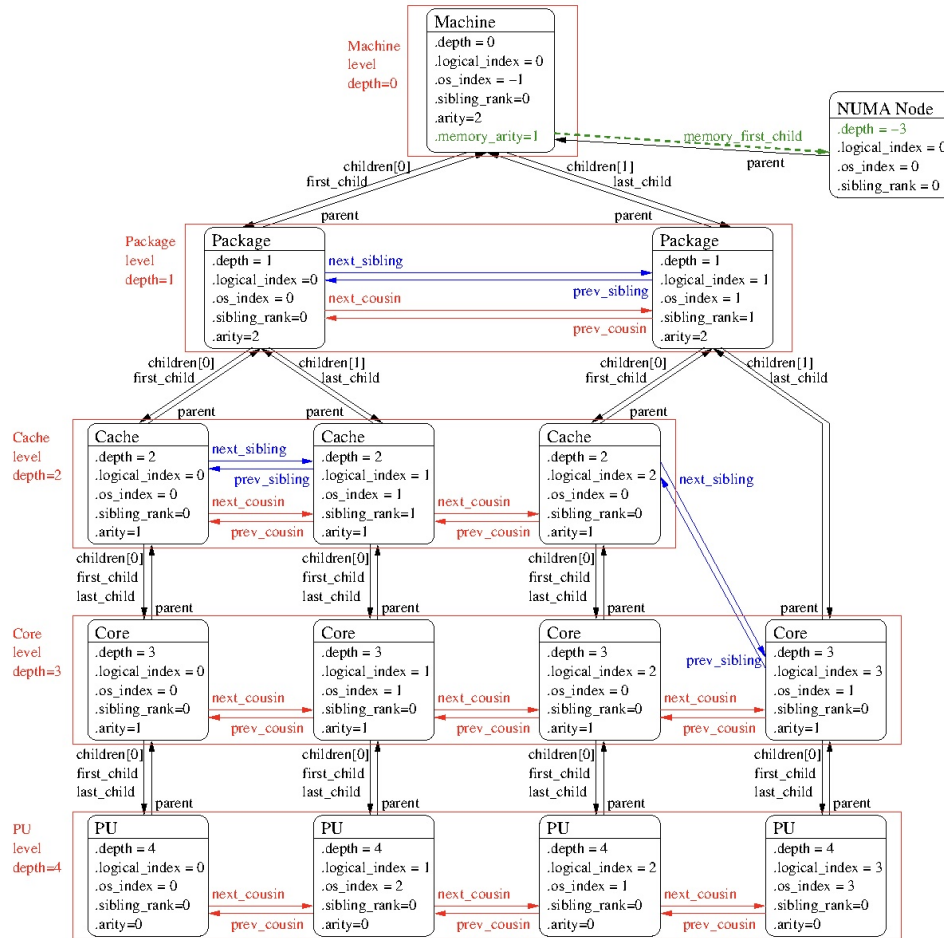 Machine
level
depth=0
Machine
.depth = 0
.logical_index = 0
.os_index = −1
.sibling_rank=0
.arity=2
.memory_arity=1
memory_first_child
parent
NUMA Node
.depth = −3
.logical_index = 0
.os_index = 0
.sibling_rank = 0
children[0]
first_child
parent
children[1]
last_child
parent
Package
level
depth=1
Package
.depth = 1
.logical_index =0
.os_index = 0
.sibling_rank=0
.arity=2
next_sibling
prev_sibling
next_cousin
prev_cousin
Package
.depth = 1
.logical_index = 1
.os_index = 1
.sibling_rank=1
.arity=2
children[0]
first_child
parent
children[1]
last_child
parent
children[0]
first_child
parent
children[1]
last_child
Cache
level
depth=2
Cache
.depth = 2
.logical_index = 0
.os_index = 0
.sibling_rank=0
.arity=1
next_sibling
prev_sibling
next_cousin
prev_cousin
Cache
.depth = 2
.logical_index = 1
.os_index = 1
.sibling_rank=1
.arity=1
next_cousin
prev_cousin
Cache
.depth = 2
.logical_index = 2
.os_index = 0
.sibling_rank=0
.arity=1
next_sibling
prev_sibling
children[0]
first_child
last_child
parent
children[0]
first_child
last_child
parent
children[0]
first_child
last_child
parent
parent
Core
level
depth=3
Core
.depth = 3
.logical_index = 0
.os_index = 0
.sibling_rank=0
.arity=1
next_cousin
prev_cousin
Core
.depth = 3
.logical_index = 1
.os_index = 1
.sibling_rank=0
.arity=1
next_cousin
prev_cousin
Core
.depth = 3
.logical_index = 2
.os_index = 0
.sibling_rank=0
.arity=1
next_cousin
prev_cousin
Core
.depth = 3
.logical_index = 3
.os_index = 1
.sibling_rank=0
.arity=1
children[0]
first_child
last_child
parent
children[0]
first_child
last_child
parent
children[0]
first_child
last_child
parent
children[0]
first_child
last_child
parent
PU
level
depth=4
PU
.depth = 4
.logical_index = 0
.os_index = 0
.sibling_rank=0
.arity=0
next_cousin
prev_cousin
PU
.depth = 4
.logical_index = 1
.os_index = 2
.sibling_rank=0
.arity=0
next_cousin
prev_cousin
PU
.depth = 4
.logical_index = 2
.os_index = 1
.sibling_rank=0
.arity=0
next_cousin
prev_cousin
PU
.depth = 4
.logical_index = 3
.os_index = 3
.sibling_rank=0
.arity=0